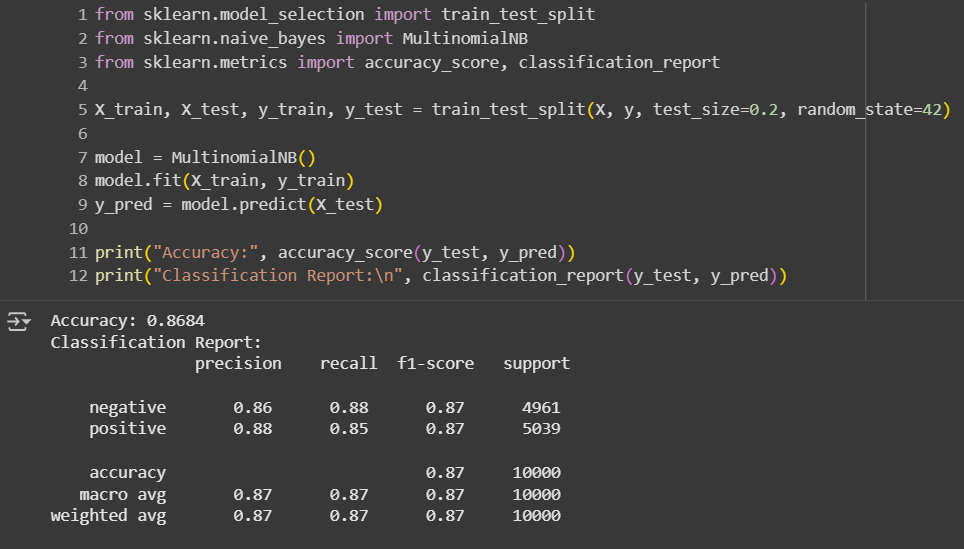 1 from sklearn.model_selection import train_test_split
2 from sklearn.naive_bayes import MultinomialNB
3 from sklearn.metrics import accuracy_score, classification_report
4
5 X_train, X_test, y_train, y_test = train_test_split(X, y, test_size=0.2, random_state=42)
6
7 model = MultinomialNB()
8 model.fit(X_train, y_train)
9 y_pred = model.predict(X_test)
10
11 print("Accuracy:", accuracy_score(y_test, y_pred))
12 print("Classification Report:\n", classification_report(y_test, y_pred))
Accuracy: 0.8684
Classification Report:
precision recall f1-score support
negative 0.86 0.88 0.87 4961
positive 0.88 0.85 0.87 5039
accuracy 0.87 10000
macro avg 0.87 0.87 0.87 10000
weighted avg 0.87 0.87 0.87 10000